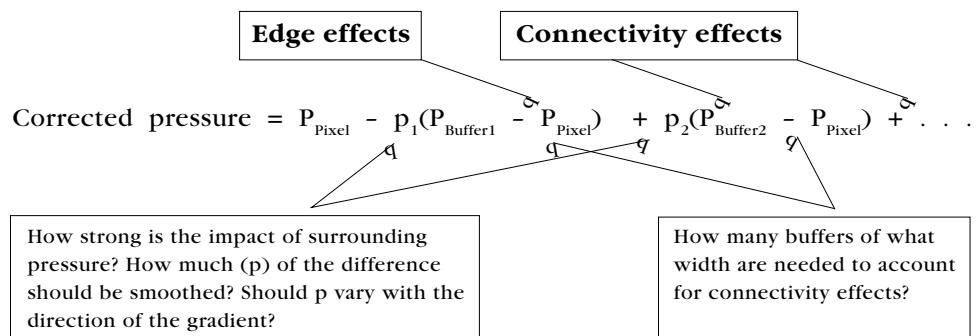 Edge effects
Connectivity effects
Corrected pressure = P_Pixel – p_1(P_Buffer1 – P_Pixel) + p_2(P_Buffer2 – P_Pixel) + . . .
How strong is the impact of surrounding
pressure? How much (p) of the difference
should be smoothed? Should p vary with the
direction of the gradient?
How many buffers of what
width are needed to account
for connectivity effects?